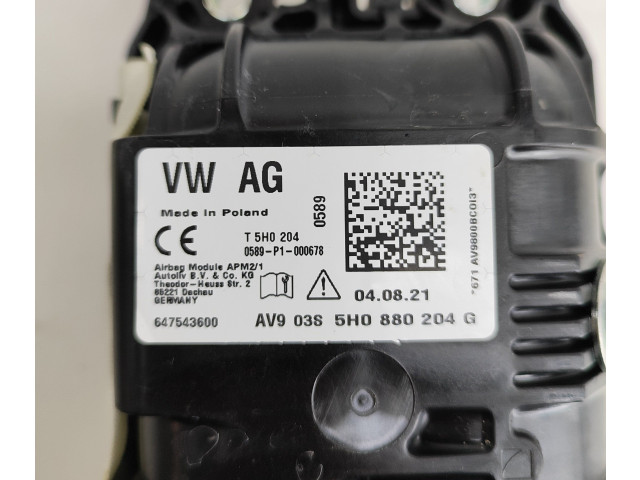 VW AG
Made in Poland
T 5H0 204
0589-P1-000678
0589
Airbag Module APM2/1
Autoliv B.V. & Co. KG
Theodor-Heuss Str. 2
85221 Dachau
GERMANY
04.08.21
647543600
AV9 03S 5H0 880 204 G
*671 AV9800BC0I3*